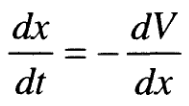 dx/dt = -dV/dx